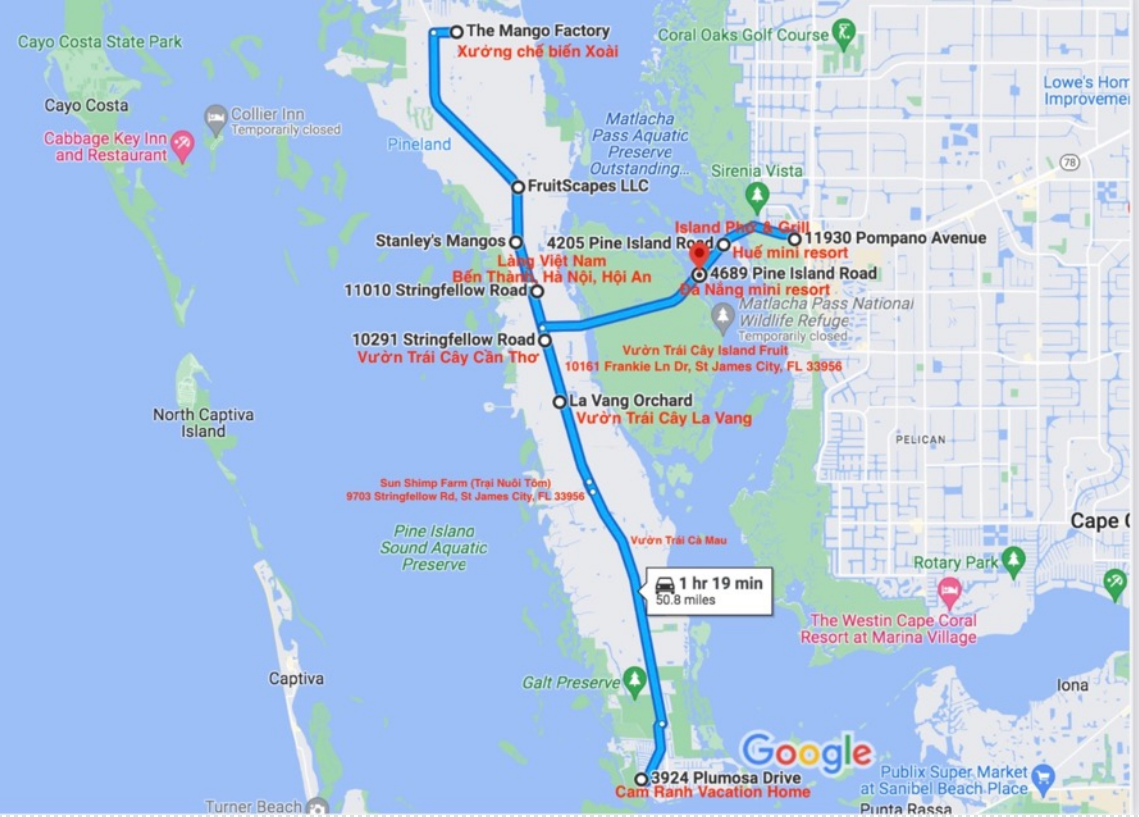 The Mango Factory
Xưởng chế biến Xoài
Coral Oaks Golf Course
Cayo Costa State Park
Lowe's Hom
Improvemen
Cayo Costa
Collier Inn
Temporarily closed
Cabbage Key Inn
and Restaurant
Pineland
Matlacha
Pass Aquatic
Preserve
Outstanding...
78
Sirenia Vista
FruitScapes LLC
Island Phở & Grill
Stanley's Mangos
4205 Pine Island Road
11930 Pompano Avenue
Huế mini resort
Làng Việt Nam
Bến Thành, Hà Nội, Hội An
4689 Pine Island Road
Đà Nẵng mini resort
11010 Stringfellow Road
Matlacha Pass National
Wildlife Refuge
Temporarily closed
10291 Stringfellow Road
Vườn Trái Cây Cần Thơ
Vườn Trái Cây Island Fruit
10161 Frankie Ln Dr, St James City, FL 33956
La Vang Orchard
Vườn Trái Cây La Vang
North Captiva
Island
PELICAN
Sun Shimp Farm (Trại Nuôi Tôm)
9703 Stringfellow Rd, St James City, FL 33956
Pine Island
Sound Aquatic
Preserve
Vườn Trái Cà Mau
Cape C
Rotary Park
1 hr 19 min
50.8 miles
The Westin Cape Coral
Resort at Marina Village
Captiva
Galt Preserve
Iona
Google
3924 Plumosa Drive
Cam Ranh Vacation Home
Publix Super Market
at Sanibel Beach Place
Turner Beach
Punta Rassa